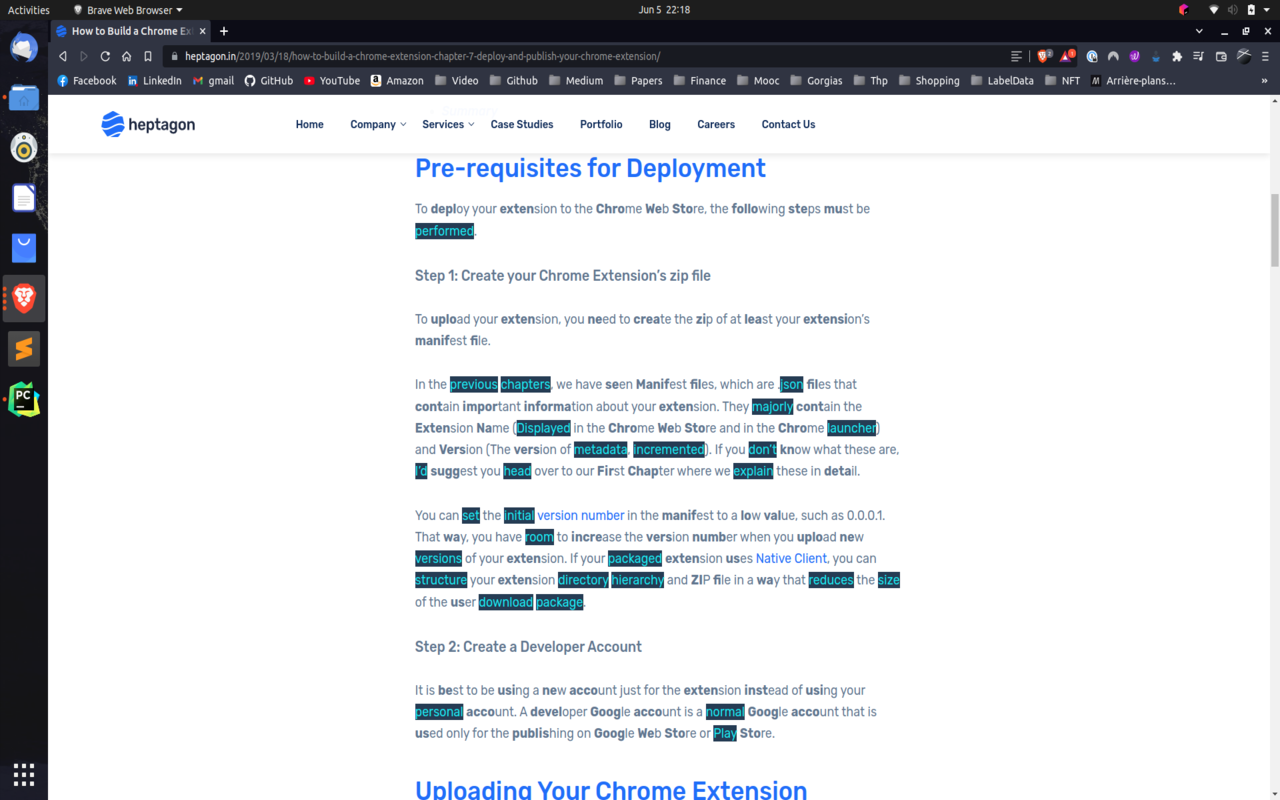 Activities
Brave Web Browser
Jun 5 22:18
How to Build a Chrome Ex
heptagon.in/2019/03/18/how-to-build-a-chrome-extension-chapter-7-deploy-and-publish-your-chrome-extension/
Facebook LinkedIn gmail GitHub YouTube Amazon Video Github Medium Papers Finance Mooc Gorgias Thp Shopping LabelData NFT Arrière-plans...
heptagon
Home Company Services Case Studies Portfolio Blog Careers Contact Us
Pre-requisites for Deployment
To deploy your extension to the Chrome Web Store, the following steps must be
performed.
Step 1: Create your Chrome Extension's zip file
To upload your extension, you need to create the zip of at least your extension's
manifest file.
In the previous chapters, we have seen Manifest files, which are .json files that
contain important information about your extension. They majorly contain the
Extension Name (Displayed in the Chrome Web Store and in the Chrome launcher)
and Version (The version of metadata, incremented). If you don't know what these are,
I'd suggest you head over to our First Chapter where we explain these in detail.
You can set the initial version number in the manifest to a low value, such as 0.0.0.1.
That way, you have room to increase the version number when you upload new
versions of your extension. If your packaged extension uses Native Client, you can
structure your extension directory hierarchy and ZIP file in a way that reduces the size
of the user download package.
Step 2: Create a Developer Account
It is best to be using a new account just for the extension instead of using your
personal account. A developer Google account is a normal Google account that is
used only for the publishing on Google Web Store or Play Store.
Uploading Your Chrome Extension